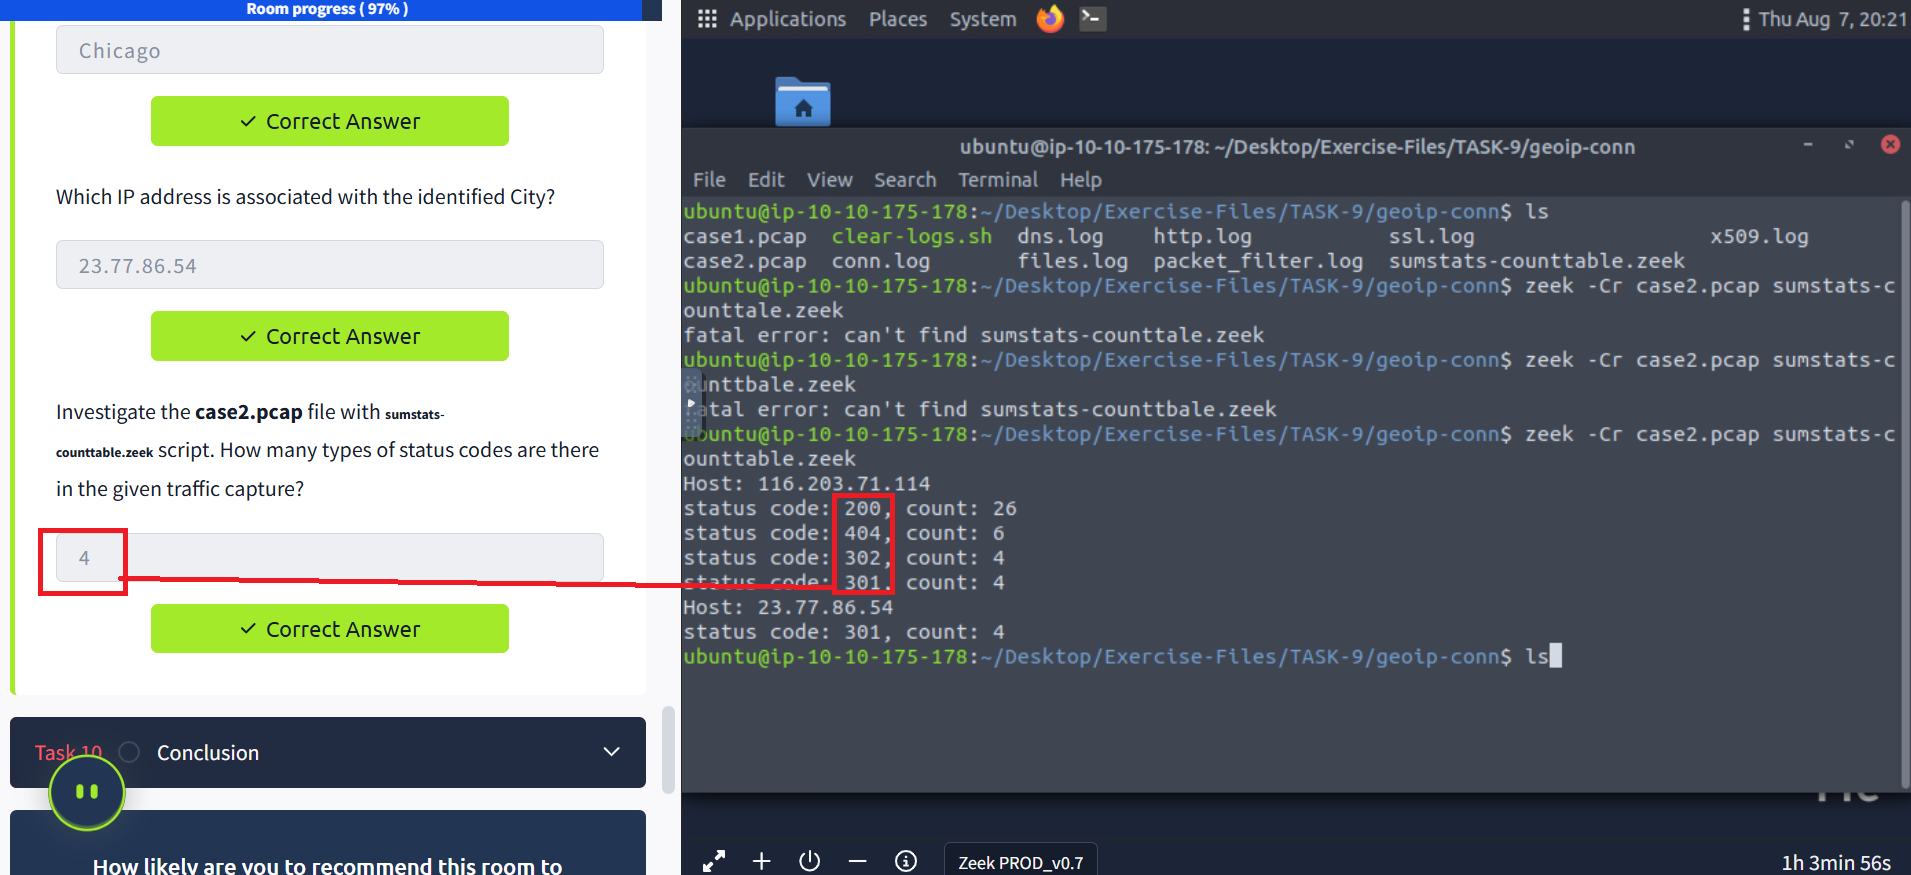 Room progress ( 97% )
Chicago
✓ Correct Answer
Which IP address is associated with the identified City?
23.77.86.54
✓ Correct Answer
Investigate the case2.pcap file with sumstats-
counttable.zeek script. How many types of status codes are there
in the given traffic capture?
4
✓ Correct Answer
Task 10 Conclusion
How likely are you to recommend this room to
Applications Places System Thu Aug 7, 20:21
ubuntu@ip-10-10-175-178: ~/Desktop/Exercise-Files/TASK-9/geoip-conn
File Edit View Search Terminal Help
ubuntu@ip-10-10-175-178:~/Desktop/Exercise-Files/TASK-9/geoip-conn$ ls
case1.pcap clear-logs.sh dns.log http.log ssl.log x509.log
case2.pcap conn.log files.log packet_filter.log sumstats-counttable.zeek
ubuntu@ip-10-10-175-178:~/Desktop/Exercise-Files/TASK-9/geoip-conn$ zeek -Cr case2.pcap sumstats-c
ounttale.zeek
fatal error: can't find sumstats-counttale.zeek
ubuntu@ip-10-10-175-178:~/Desktop/Exercise-Files/TASK-9/geoip-conn$ zeek -Cr case2.pcap sumstats-c
ounttbale.zeek
fatal error: can't find sumstats-counttbale.zeek
ubuntu@ip-10-10-175-178:~/Desktop/Exercise-Files/TASK-9/geoip-conn$ zeek -Cr case2.pcap sumstats-c
ounttable.zeek
Host: 116.203.71.114
status code: 200, count: 26
status code: 404, count: 6
status code: 302, count: 4
status code: 301, count: 4
Host: 23.77.86.54
status code: 301, count: 4
ubuntu@ip-10-10-175-178:~/Desktop/Exercise-Files/TASK-9/geoip-conn$ ls
Zeek PROD_v0.7
1h 3min 56s